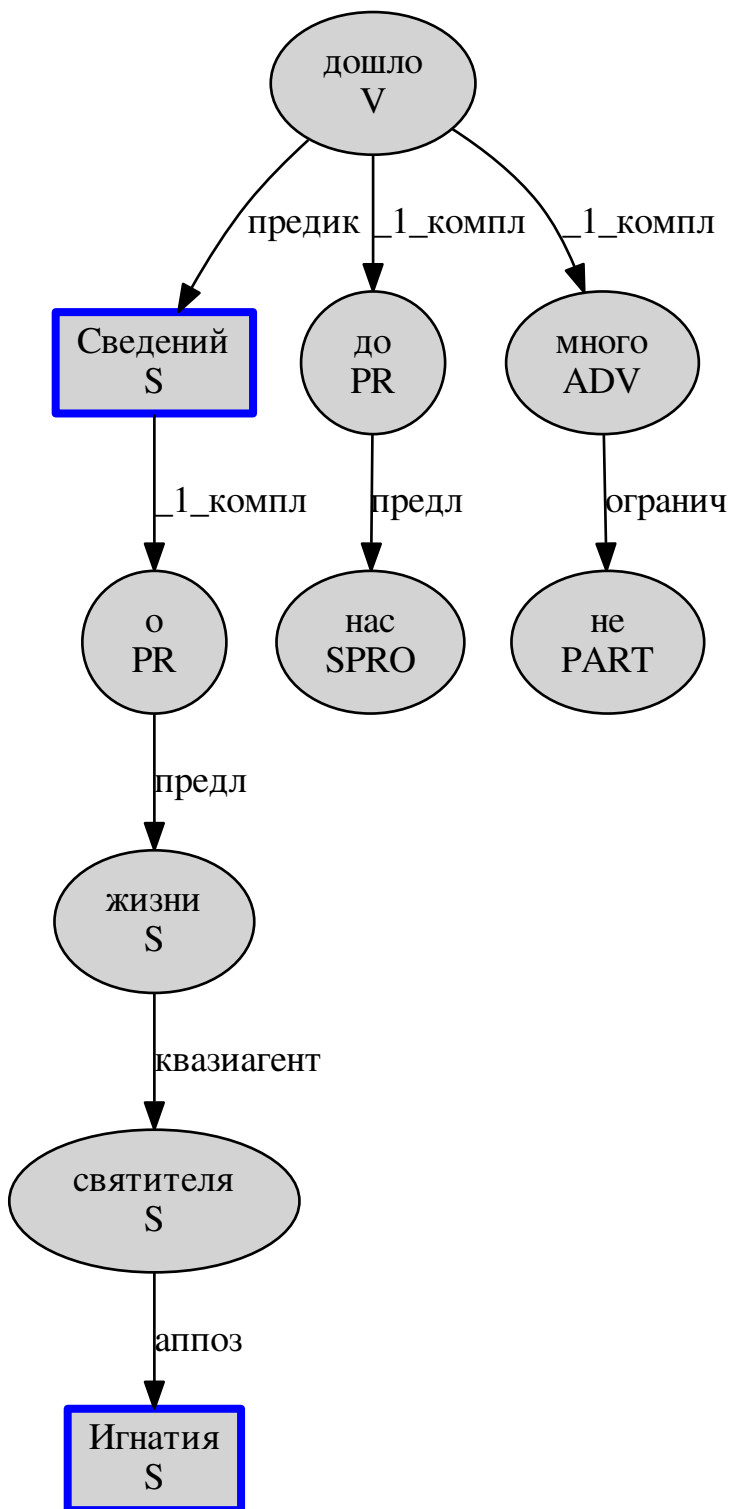 дошло
V
предик
_1_компл
_1_компл
Сведений
S
до
PR
много
ADV
_1_компл
предл
огранич
о
PR
нас
SPRO
не
PART
предл
жизни
S
квазиагент
святителя
S
аппоз
Игнатия
S